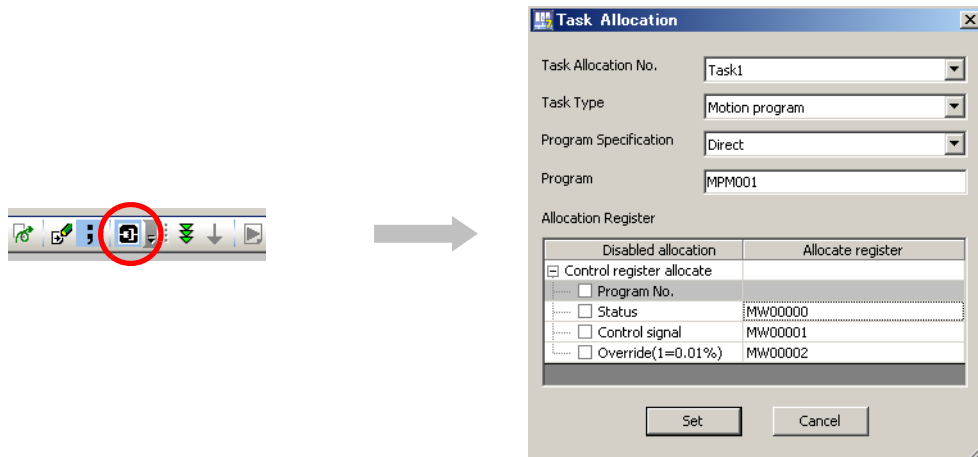 Task Allocation
Task Allocation No. Task1
Task Type Motion program
Program Specification Direct
Program MPM001
Allocation Register
Disabled allocation Allocate register
Control register allocate
Program No.
Status MW00000
Control signal MW00001
Override(1=0.01%) MW00002
Set Cancel